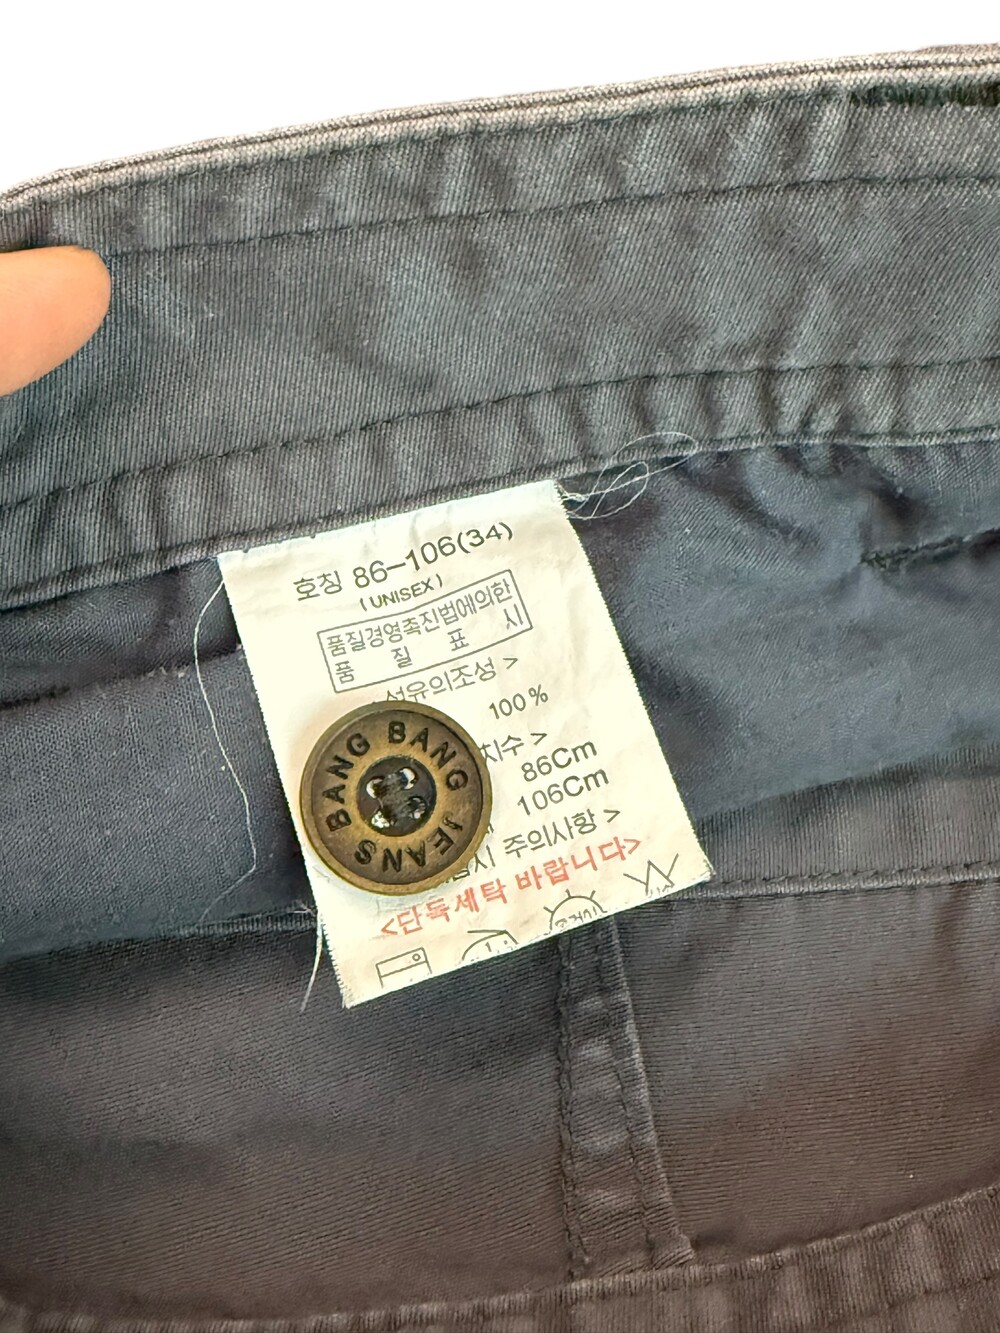 호칭 86-106(34)
(UNISEX)
품질경영촉진법에의한
품 질 표 시
섬유의조성 >
100%
치수 >
86Cm
106Cm
주의사항 >
<단독세탁 바랍니다>
BANG BANG JEANS